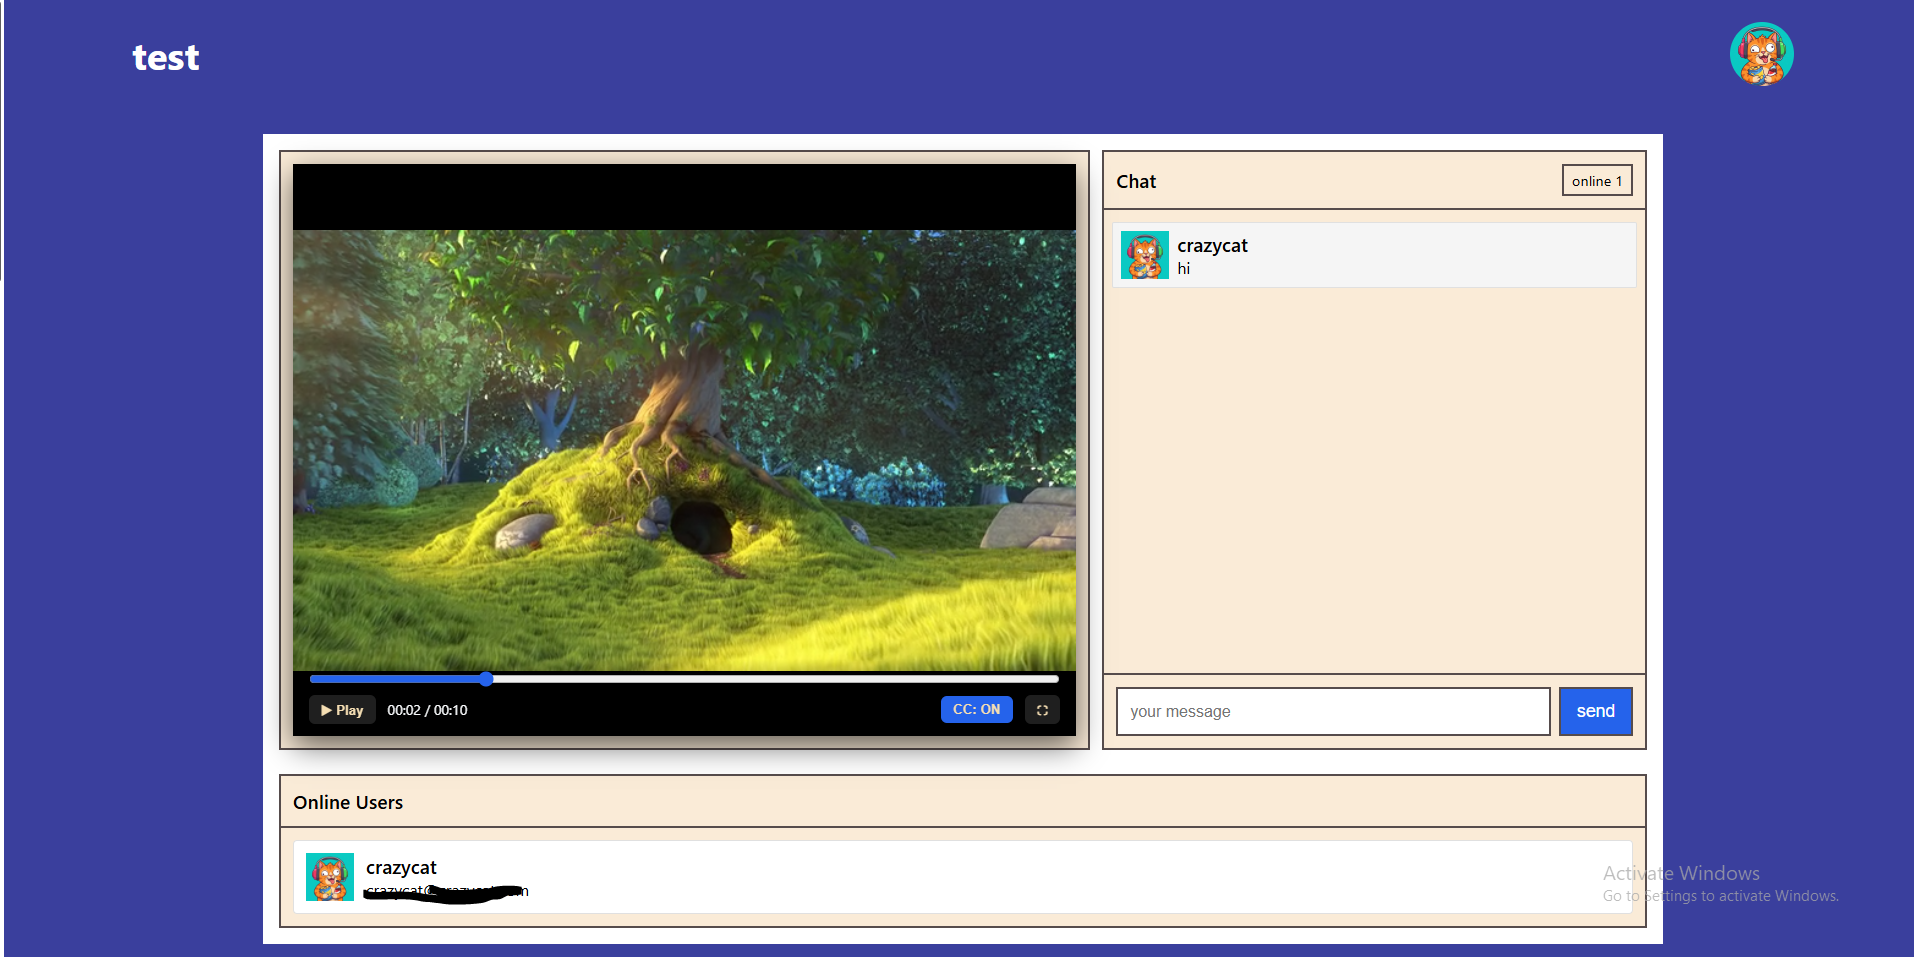 test
Chat
online 1
crazycat
hi
▶ Play
00:02 / 00:10
CC: ON
your message
send
Online Users
crazycat
Activate Windows
Go to Settings to activate Windows.